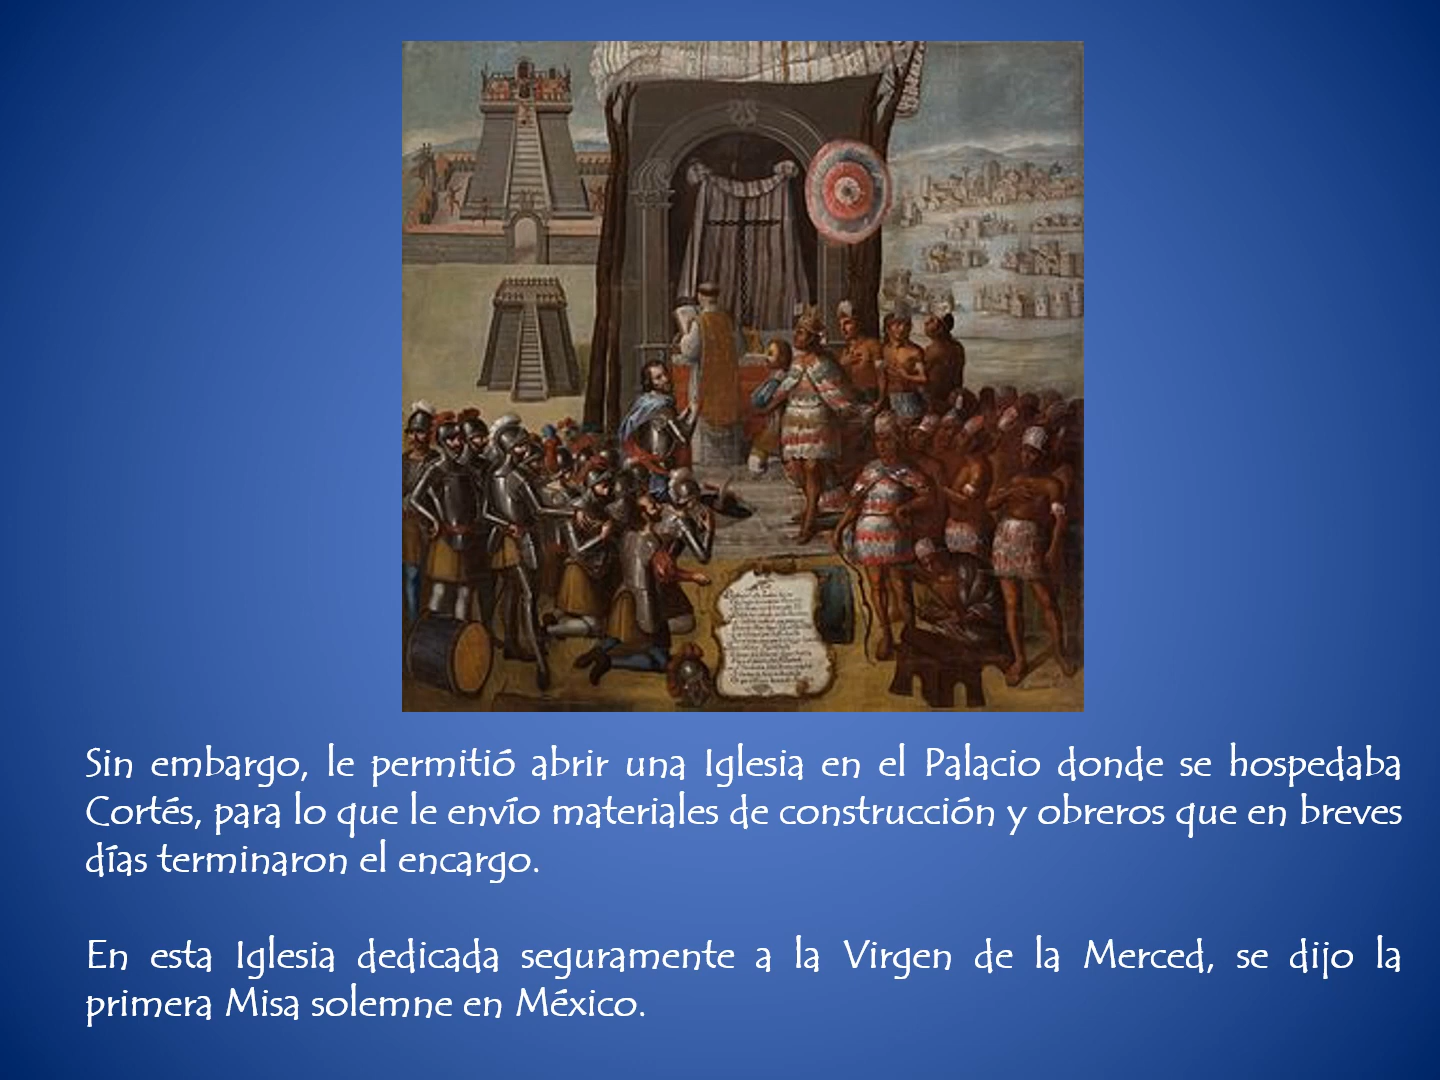 Sin embargo, le permitió abrir una Iglesia en el Palacio donde se hospedaba
Cortés, para lo que le envío materiales de construcción y obreros que en breves
días terminaron el encargo.
En esta Iglesia dedicada seguramente a la Virgen de la Merced, se dijo la
primera Misa solemne en México.